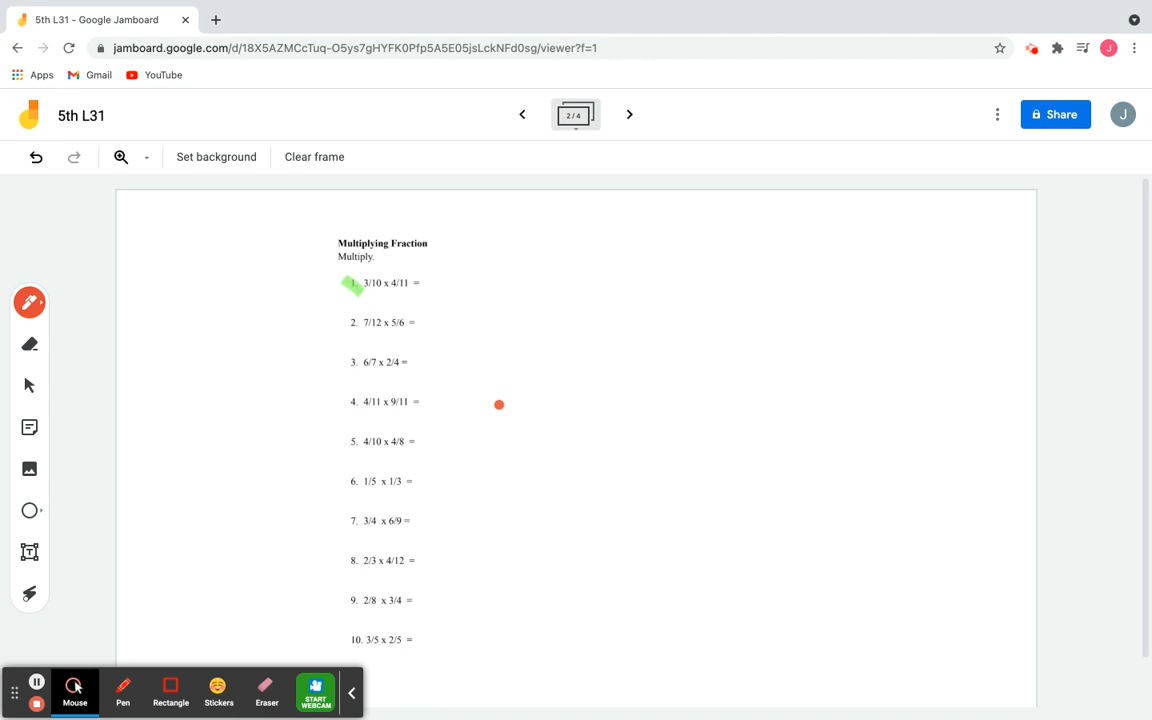 5th L31 - Google Jamboard
jamboard.google.com/d/18X5AZMCcTuq-O5ys7gHYFK0Pfp5A5E05jsLckNFd0sg/viewer?f=1
J
Apps Gmail YouTube
5th L31
2 / 4
Share
J
Set background Clear frame
Multiplying Fraction
Multiply.
1. 3/10 x 4/11 =
2. 7/12 x 5/6 =
3. 6/7 x 2/4 =
4. 4/11 x 9/11 =
5. 4/10 x 4/8 =
6. 1/5 x 1/3 =
7. 3/4 x 6/9 =
8. 2/3 x 4/12 =
9. 2/8 x 3/4 =
10. 3/5 x 2/5 =
T
Mouse Pen Rectangle Stickers Eraser START WEBCAM